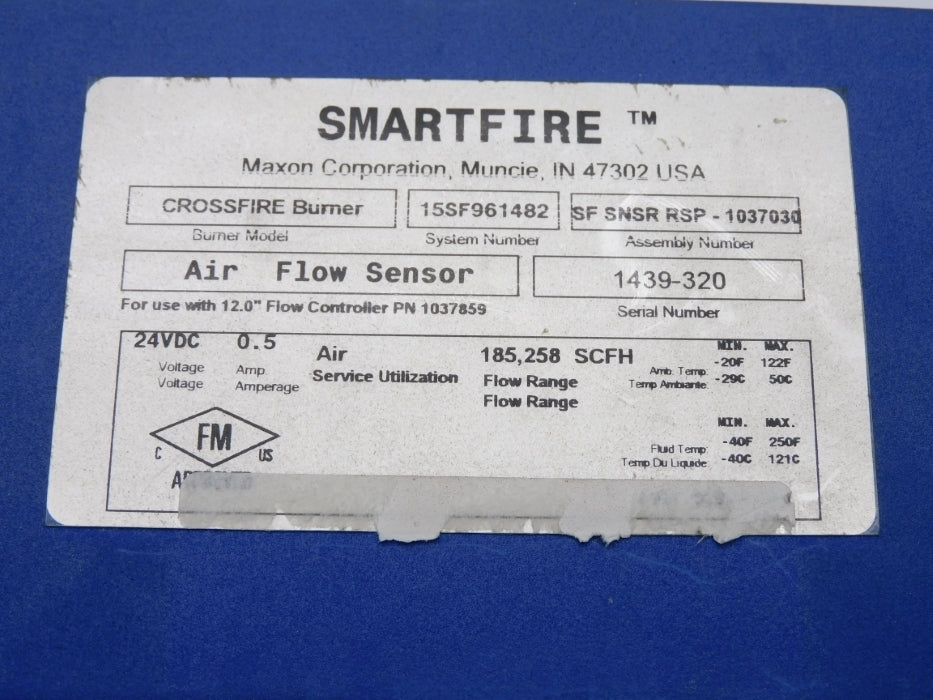 SMARTFIRE ™
Maxon Corporation, Muncie, IN 47302 USA
CROSSFIRE Burner 15SF961482 SF SNSR RSP - 1037030
Burner Model System Number Assembly Number
Air Flow Sensor 1439-320
For use with 12.0" Flow Controller PN 1037859 Serial Number
24VDC 0.5 Air 185,258 SCFH MIN. MAX.
Voltage Amp. Service Utilization Flow Range Amb. Temp. -20F 122F
Voltage Amperage Flow Range Temp Ambiante -29C 50C
FM
C US
MIN. MAX.
Fluid Temp -40F 250F
Temp Du Liquide -40C 121C